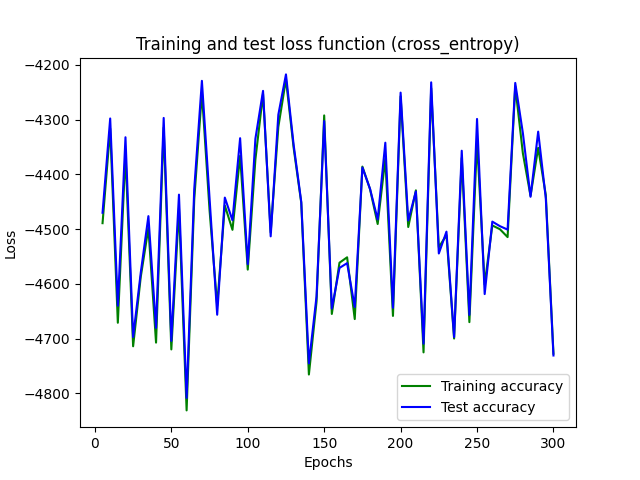 Training and test loss function (cross_entropy)
−4200
−4300
−4400
−4500
−4600
−4700
−4800
Loss
Training accuracy
Test accuracy
0 50 100 150 200 250 300
Epochs